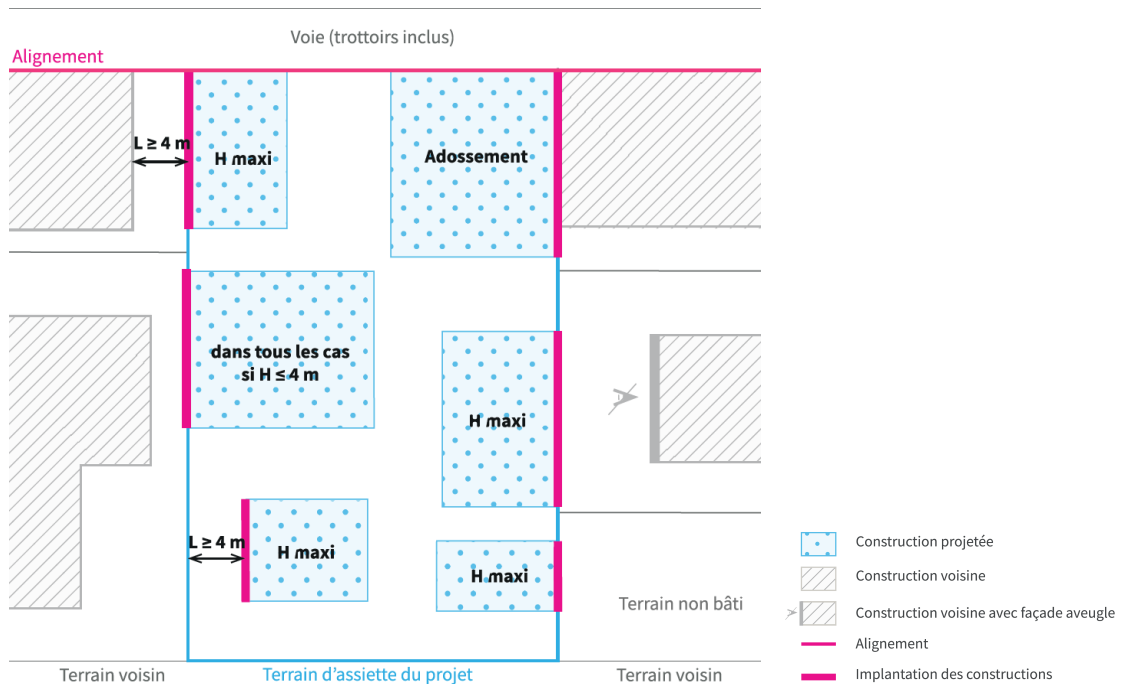 Voie (trottoirs inclus)
Alignement
L ≥ 4 m
H maxi
Adossement
dans tous les cas
si H ≤ 4 m
H maxi
L ≥ 4 m
H maxi
H maxi
Terrain non bâti
Terrain voisin
Terrain d'assiette du projet
Terrain voisin
Construction projetée
Construction voisine
Construction voisine avec façade aveugle
Alignement
Implantation des constructions